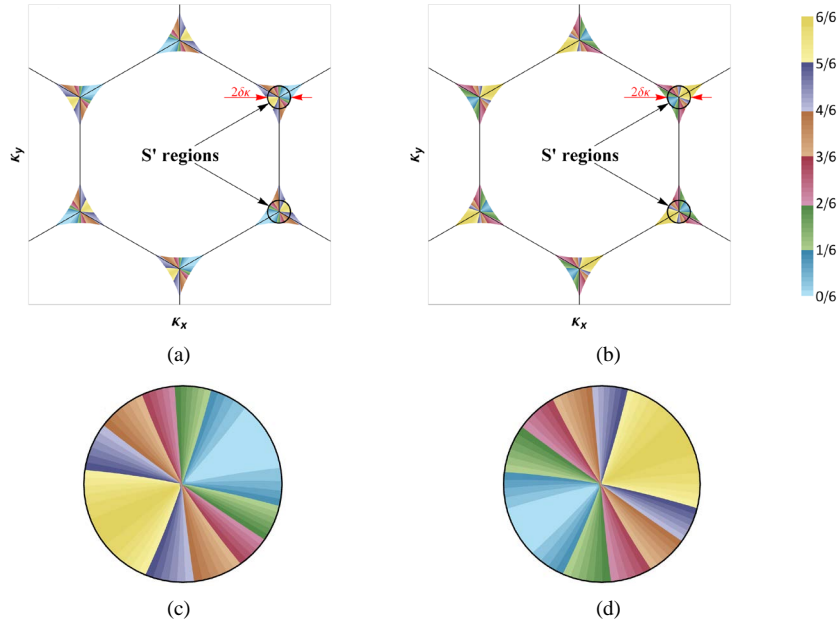 2δκ
S' regions
κy
κx
(a)
2δκ
S' regions
κy
κx
(b)
6/6
5/6
4/6
3/6
2/6
1/6
0/6
(c)
(d)